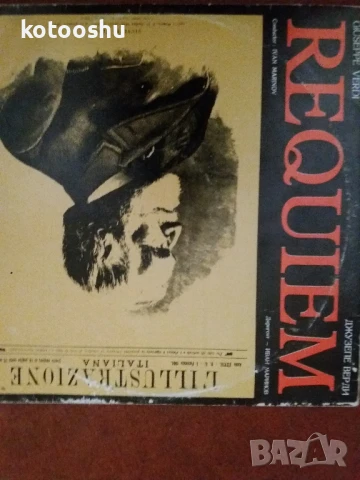 kotooshu
GIUSEPPE VERDI
REQUIEM
Conductor: IVAN MARINOV
ДЖУЗЕПЕ ВЕРДИ
Диригент – ИВАН МАРИНОВ
L'ILLUSTRAZIONE
ITALIANA
bazar